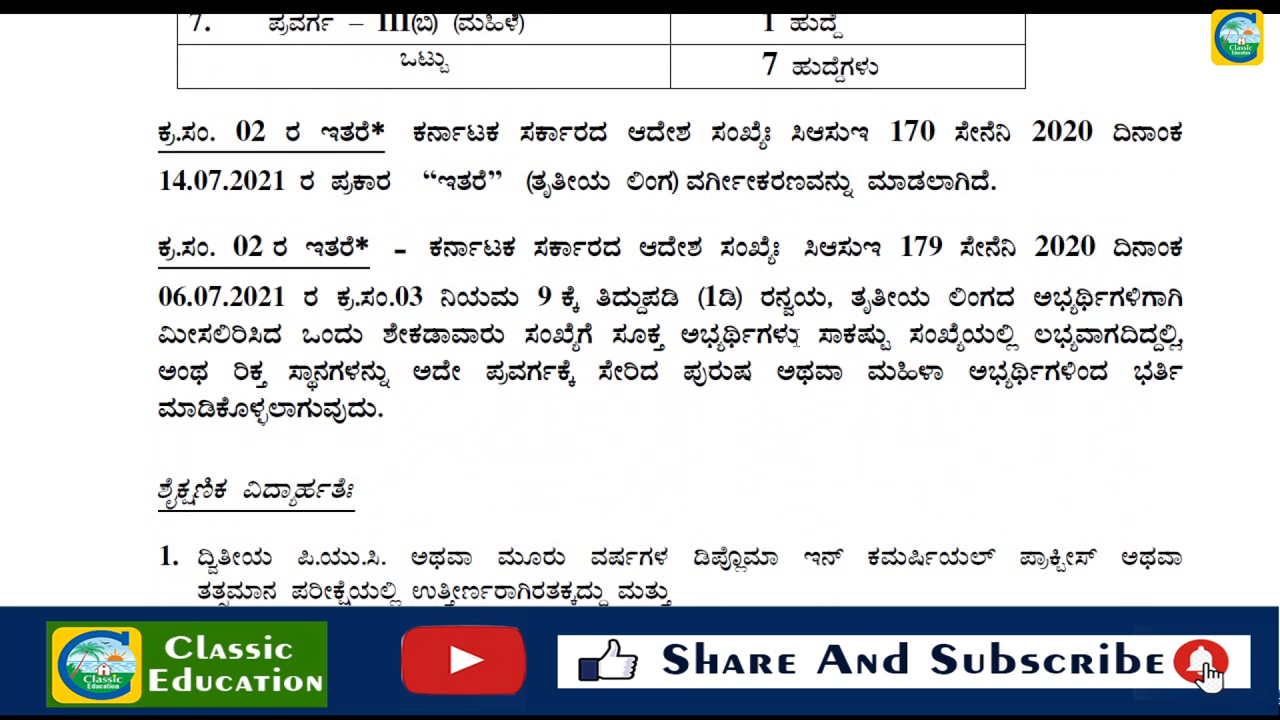 7. ಪ್ರವರ್ಗ – III(ಬಿ) (ಮಹಿಳೆ) 1 ಹುದ್ದೆ
ಒಟ್ಟು 7 ಹುದ್ದೆಗಳು
Classic
Education
ಕ್ರ.ಸಂ. 02 ರ ಇತರೆ* ಕರ್ನಾಟಕ ಸರ್ಕಾರದ ಆದೇಶ ಸಂಖ್ಯೆಃ ಸಿಆಸುಇ 170 ಸೇನೆನಿ 2020 ದಿನಾಂಕ
14.07.2021 ರ ಪ್ರಕಾರ “ಇತರೆ” (ತೃತೀಯ ಲಿಂಗ) ವರ್ಗೀಕರಣವನ್ನು ಮಾಡಲಾಗಿದೆ.
ಕ್ರ.ಸಂ. 02 ರ ಇತರೆ* – ಕರ್ನಾಟಕ ಸರ್ಕಾರದ ಆದೇಶ ಸಂಖ್ಯೆಃ ಸಿಆಸುಇ 179 ಸೇನೆನಿ 2020 ದಿನಾಂಕ
06.07.2021 ರ ಕ್ರ.ಸಂ.03 ನಿಯಮ 9 ಕ್ಕೆ ತಿದ್ದುಪಡಿ (1ಡಿ) ರನ್ವಯ, ತೃತೀಯ ಲಿಂಗದ ಅಭ್ಯರ್ಥಿಗಳಿಗಾಗಿ
ಮೀಸಲಿರಿಸಿದ ಒಂದು ಶೇಕಡಾವಾರು ಸಂಖ್ಯೆಗೆ ಸೂಕ್ತ ಅಭ್ಯರ್ಥಿಗಳು ಸಾಕಷ್ಟು ಸಂಖ್ಯೆಯಲ್ಲಿ ಲಭ್ಯವಾಗದಿದ್ದಲ್ಲಿ,
ಅಂಥ ರಿಕ್ತ ಸ್ಥಾನಗಳನ್ನು ಅದೇ ಪ್ರವರ್ಗಕ್ಕೆ ಸೇರಿದ ಪುರುಷ ಅಥವಾ ಮಹಿಳಾ ಅಭ್ಯರ್ಥಿಗಳಿಂದ ಭರ್ತಿ
ಮಾಡಿಕೊಳ್ಳಲಾಗುವುದು.
ಶೈಕ್ಷಣಿಕ ವಿದ್ಯಾರ್ಹತೆಃ
1. ದ್ವಿತೀಯ ಪಿ.ಯು.ಸಿ. ಅಥವಾ ಮೂರು ವರ್ಷಗಳ ಡಿಪ್ಲೊಮಾ ಇನ್ ಕಮರ್ಷಿಯಲ್ ಪ್ರಾಕ್ಟೀಸ್ ಅಥವಾ
ತತ್ಸಮಾನ ಪರೀಕ್ಷೆಯಲ್ಲಿ ಉತ್ತೀರ್ಣರಾಗಿರತಕ್ಕದ್ದು ಮತ್ತು
Classic
Education
Classic
Education
Share And Subscribe